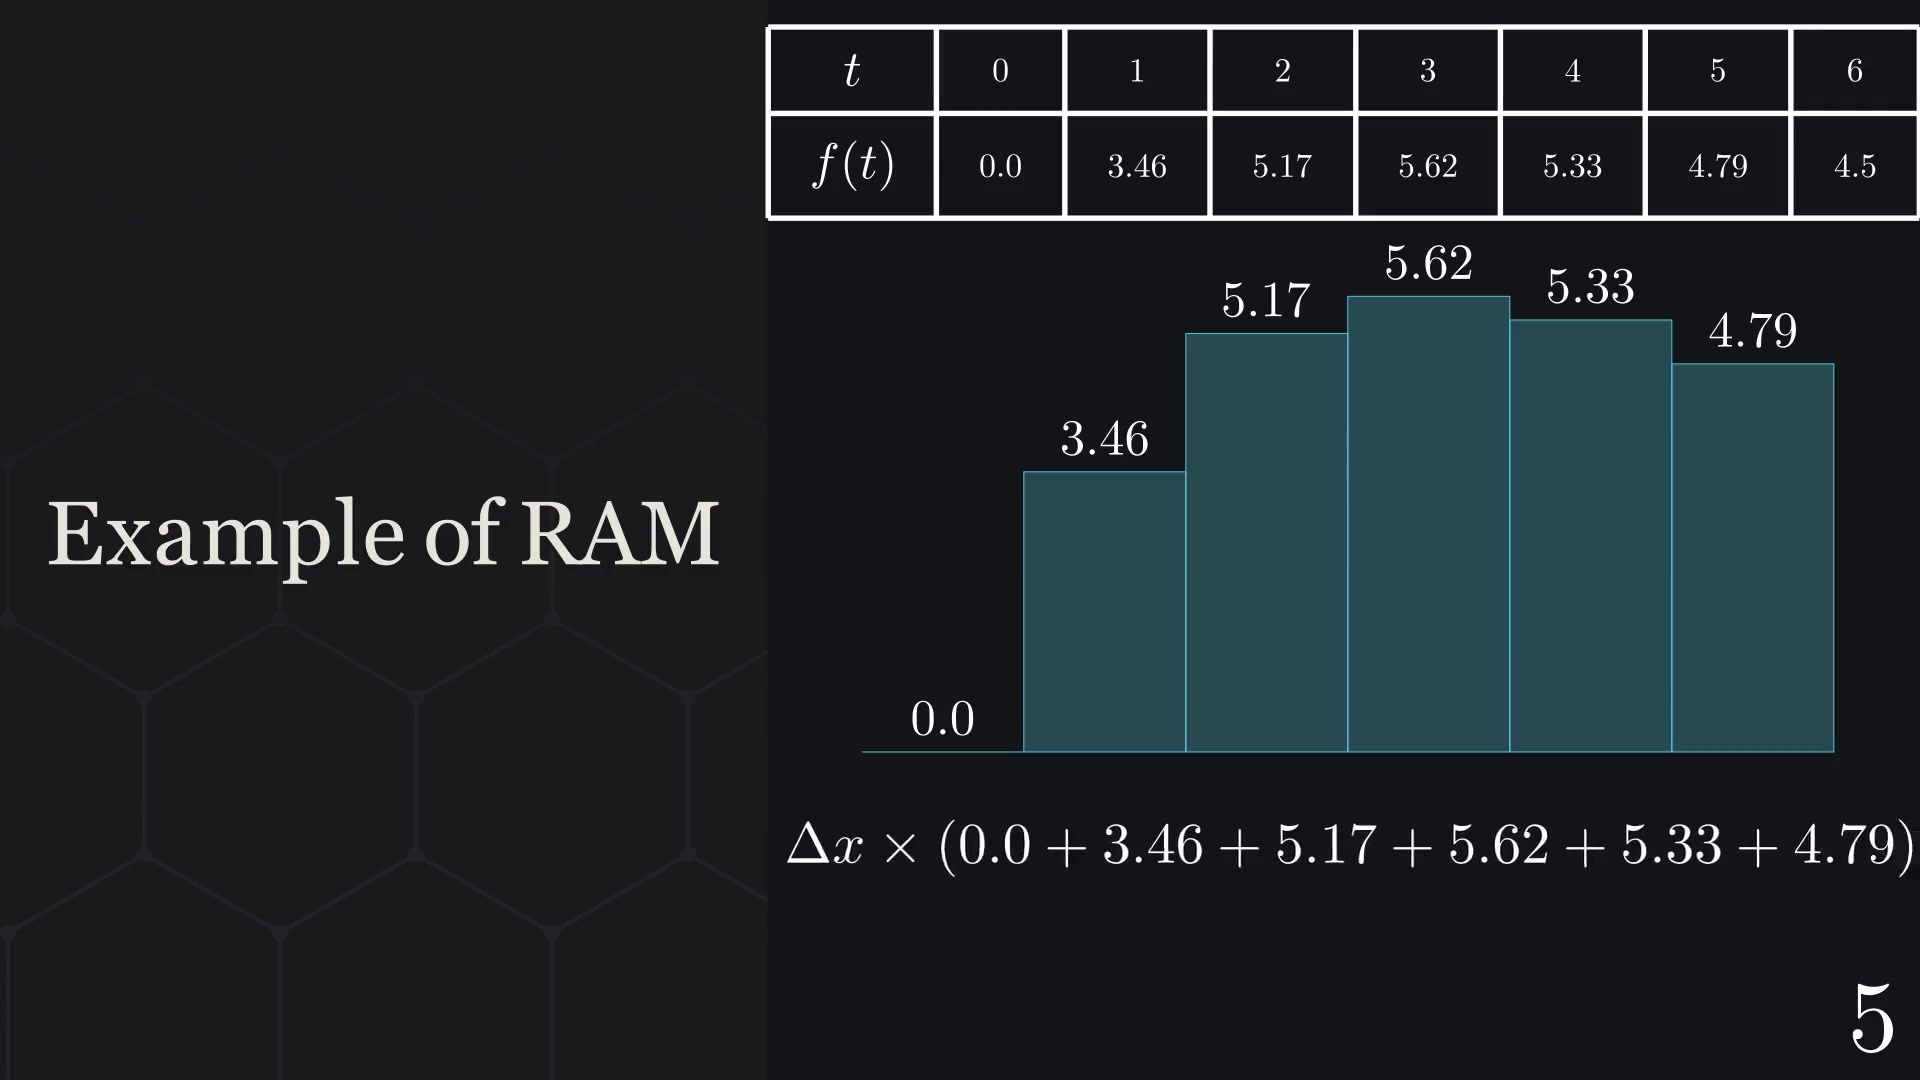 Example of RAM
t 0 1 2 3 4 5 6
f(t) 0.0 3.46 5.17 5.62 5.33 4.79 4.5
0.0 3.46 5.17 5.62 5.33 4.79
Δx × (0.0 + 3.46 + 5.17 + 5.62 + 5.33 + 4.79)
5